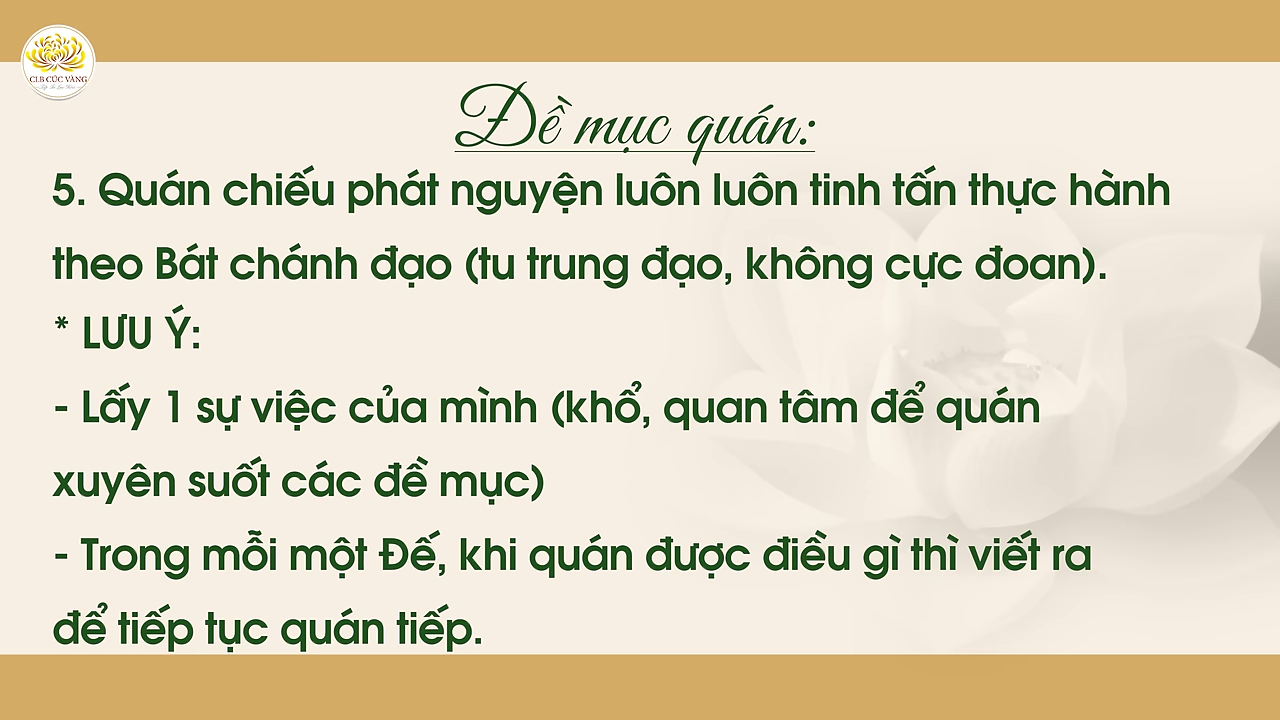 CLB CÚC VÀNG
Đề mục quán:
5. Quán chiếu phát nguyện luôn luôn tinh tấn thực hành
theo Bát chánh đạo (tu trung đạo, không cực đoan).
* LƯU Ý:
- Lấy 1 sự việc của mình (khổ, quan tâm để quán
xuyên suốt các đề mục)
- Trong mỗi một Đế, khi quán được điều gì thì viết ra
để tiếp tục quán tiếp.